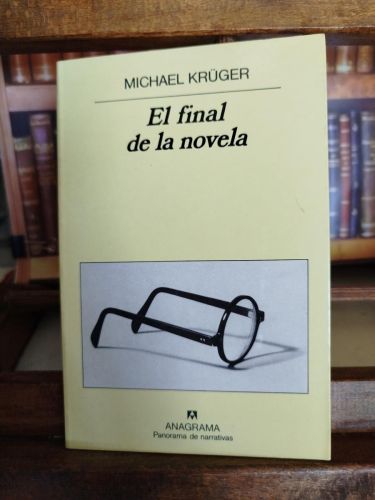 MICHAEL KRÜGER
El final
de la novela
ANAGRAMA
Panorama de narrativas